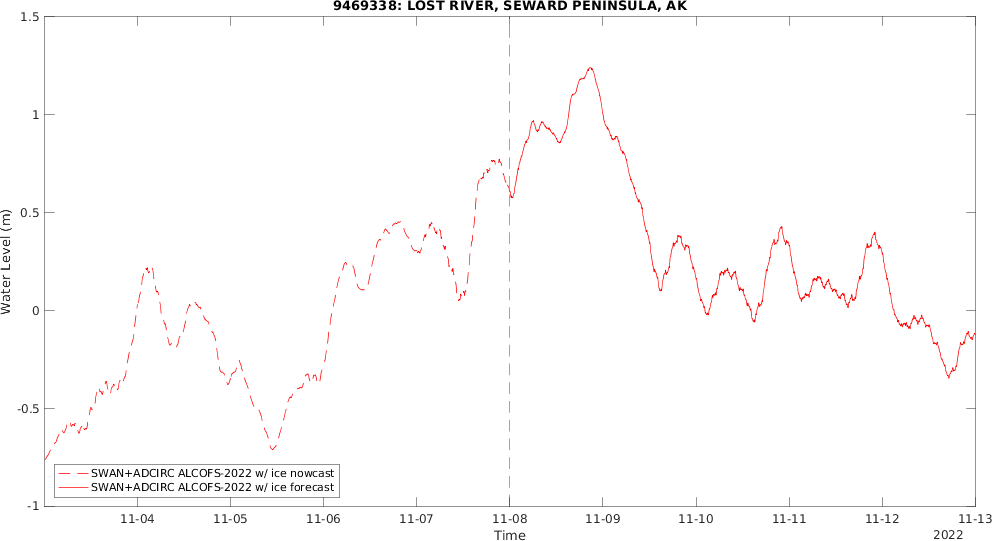 9469338: LOST RIVER, SEWARD PENINSULA, AK
1.5
1
0.5
0
-0.5
-1
Water Level (m)
SWAN+ADCIRC ALCOFS-2022 w/ ice nowcast
SWAN+ADCIRC ALCOFS-2022 w/ ice forecast
11-04 11-05 11-06 11-07 11-08 11-09 11-10 11-11 11-12 11-13
Time
2022